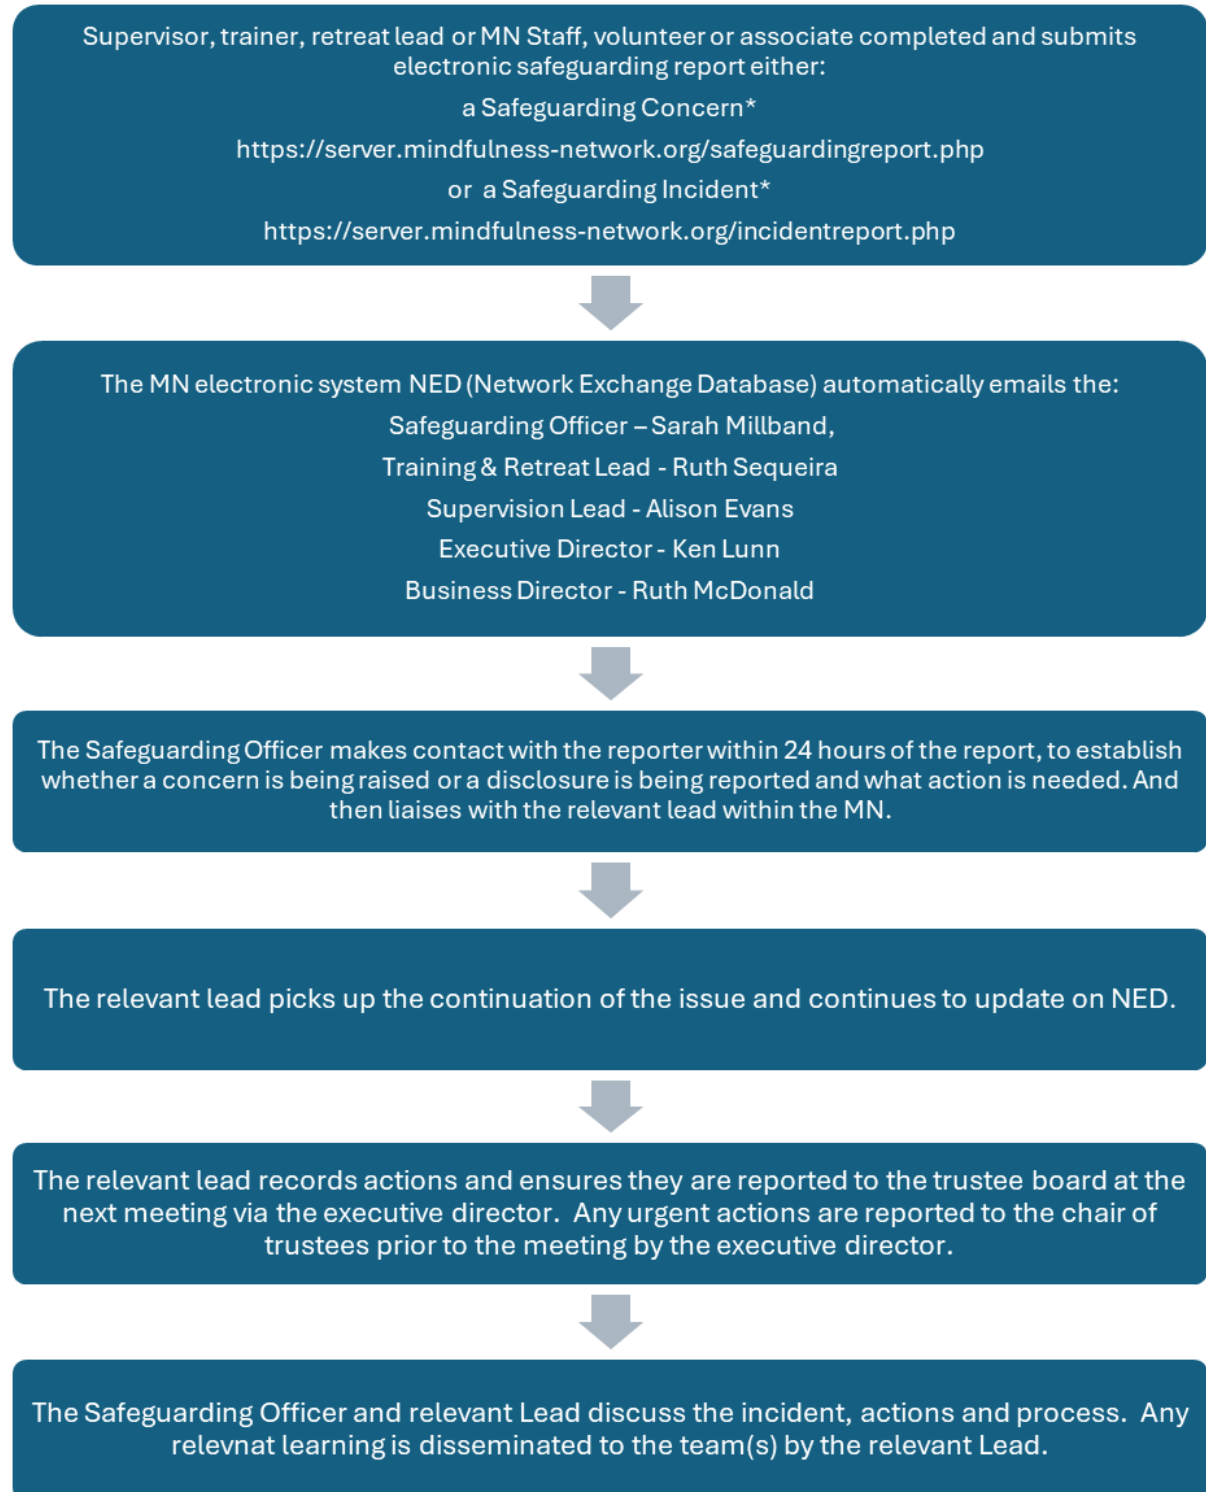 Supervisor, trainer, retreat lead or MN Staff, volunteer or associate completed and submits
electronic safeguarding report either:
a Safeguarding Concern*
https://server.mindfulness-network.org/safeguardingreport.php
or a Safeguarding Incident*
https://server.mindfulness-network.org/incidentreport.php
The MN electronic system NED (Network Exchange Database) automatically emails the:
Safeguarding Officer – Sarah Millband,
Training & Retreat Lead - Ruth Sequeira
Supervision Lead - Alison Evans
Executive Director - Ken Lunn
Business Director - Ruth McDonald
The Safeguarding Officer makes contact with the reporter within 24 hours of the report, to establish
whether a concern is being raised or a disclosure is being reported and what action is needed. And
then liaises with the relevant lead within the MN.
The relevant lead picks up the continuation of the issue and continues to update on NED.
The relevant lead records actions and ensures they are reported to the trustee board at the
next meeting via the executive director. Any urgent actions are reported to the chair of
trustees prior to the meeting by the executive director.
The Safeguarding Officer and relevant Lead discuss the incident, actions and process. Any
relevnat learning is disseminated to the team(s) by the relevant Lead.